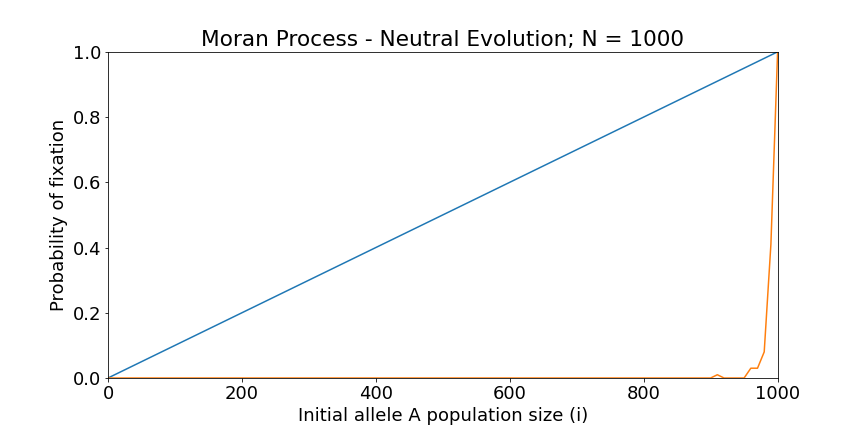 Moran Process - Neutral Evolution; N = 1000
Probability of fixation
1.0
0.8
0.6
0.4
0.2
0.0
0 200 400 600 800 1000
Initial allele A population size (i)